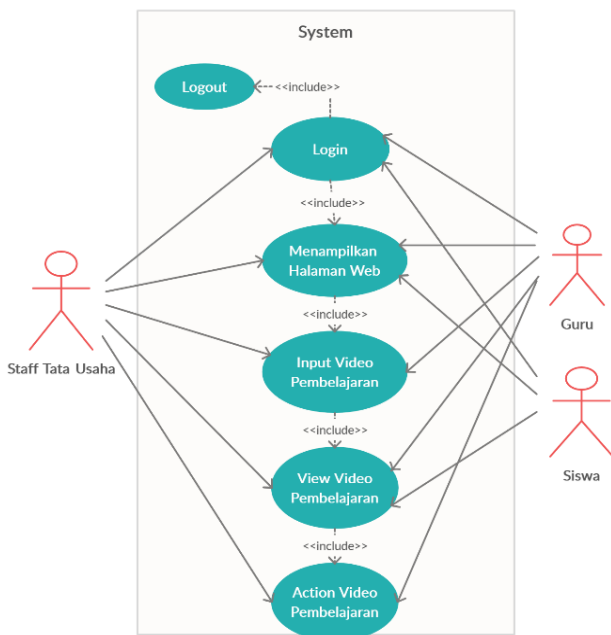 System
Logout
<<include>>
Login
<<include>>
Menampilkan
Halaman Web
<<include>>
Input Video
Pembelajaran
<<include>>
View Video
Pembelajaran
<<include>>
Action Video
Pembelajaran
Staff Tata Usaha
Guru
Siswa